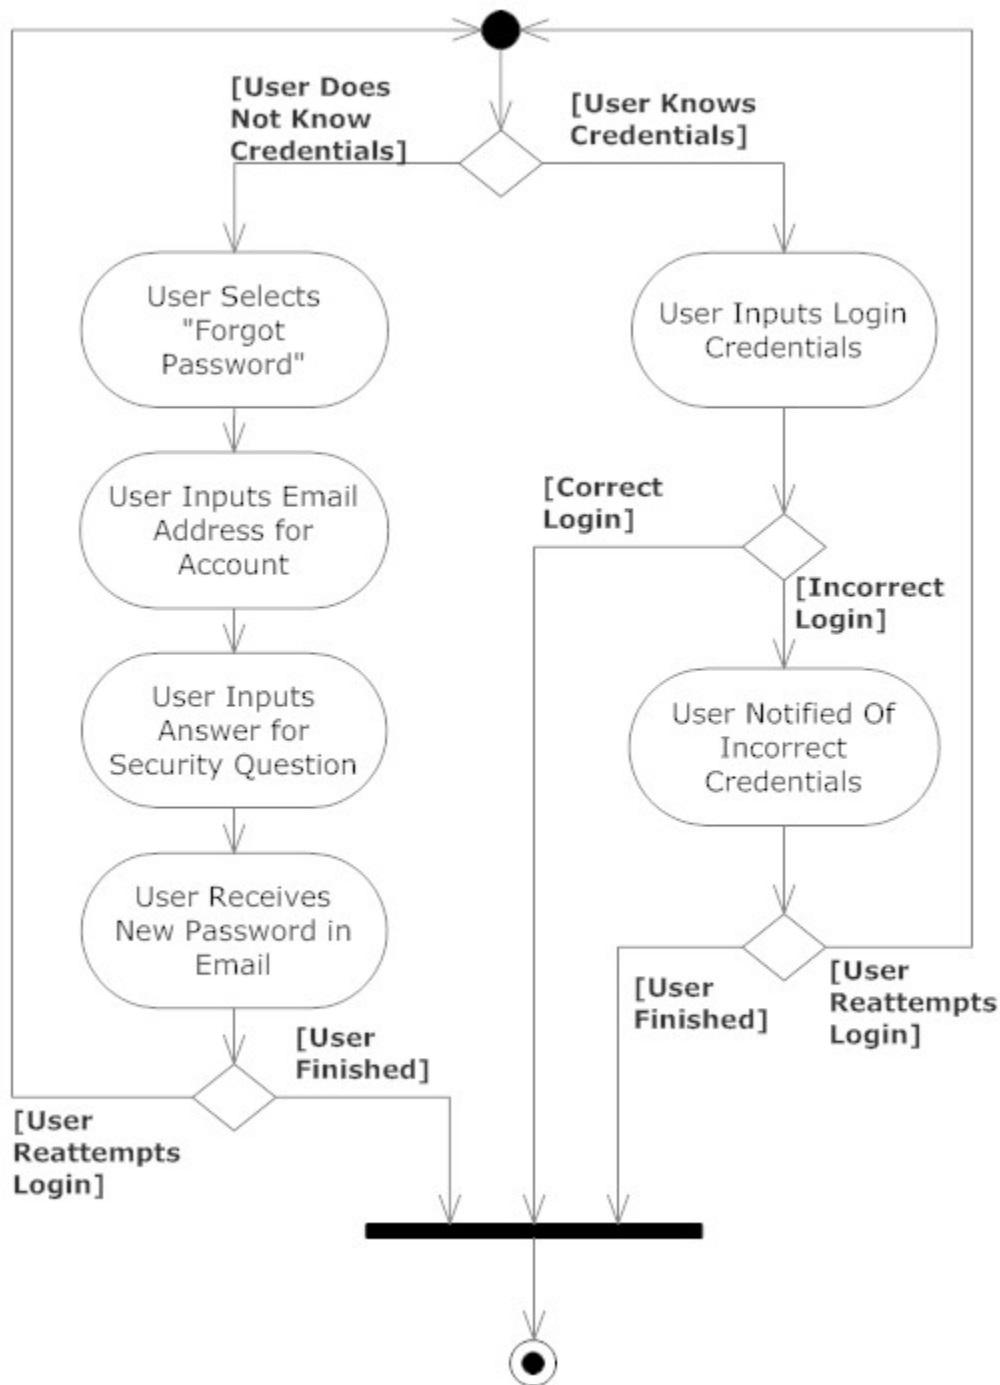 [User Does
Not Know
Credentials]
[User Knows
Credentials]
User Selects
"Forgot
Password"
User Inputs Login
Credentials
User Inputs Email
Address for
Account
[Correct
Login]
[Incorrect
Login]
User Inputs
Answer for
Security Question
User Notified Of
Incorrect
Credentials
User Receives
New Password in
Email
[User
Finished]
[User
Reattempts
Login]
[User
Finished]
[User
Reattempts
Login]